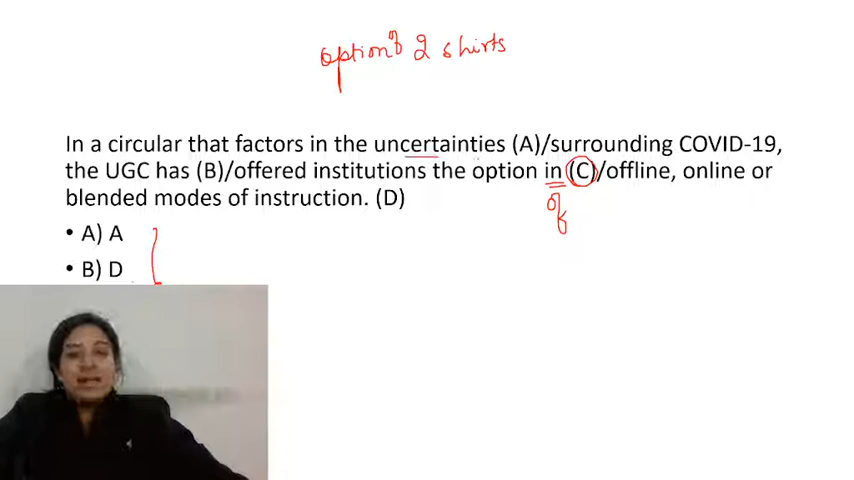 option of 2 shirts
In a circular that factors in the uncertainties (A)/surrounding COVID-19,
the UGC has (B)/offered institutions the option in (C)/offline, online or
of
blended modes of instruction. (D)
• A) A
• B) D